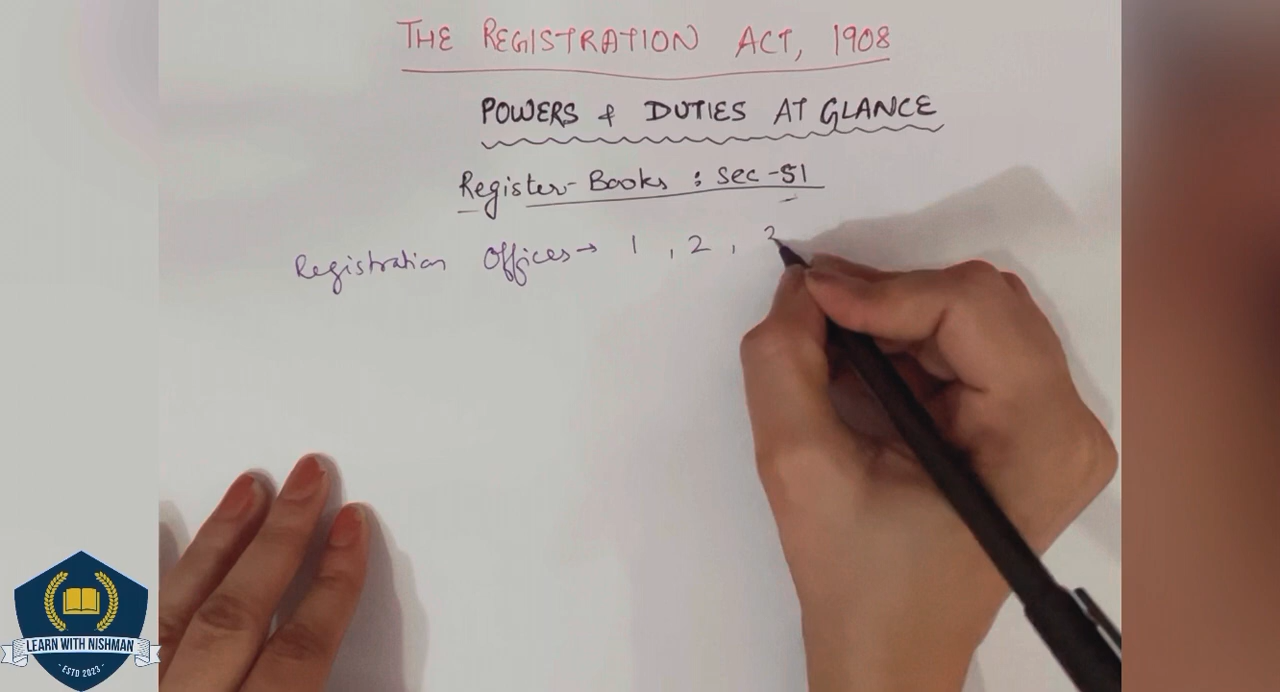 THE REGISTRATION ACT, 1908
POWERS & DUTIES AT GLANCE
Register-Books : Sec-51
Registration Offices → 1 , 2 , 3
LEARN WITH NISHMAN
- ESTD 2023 -